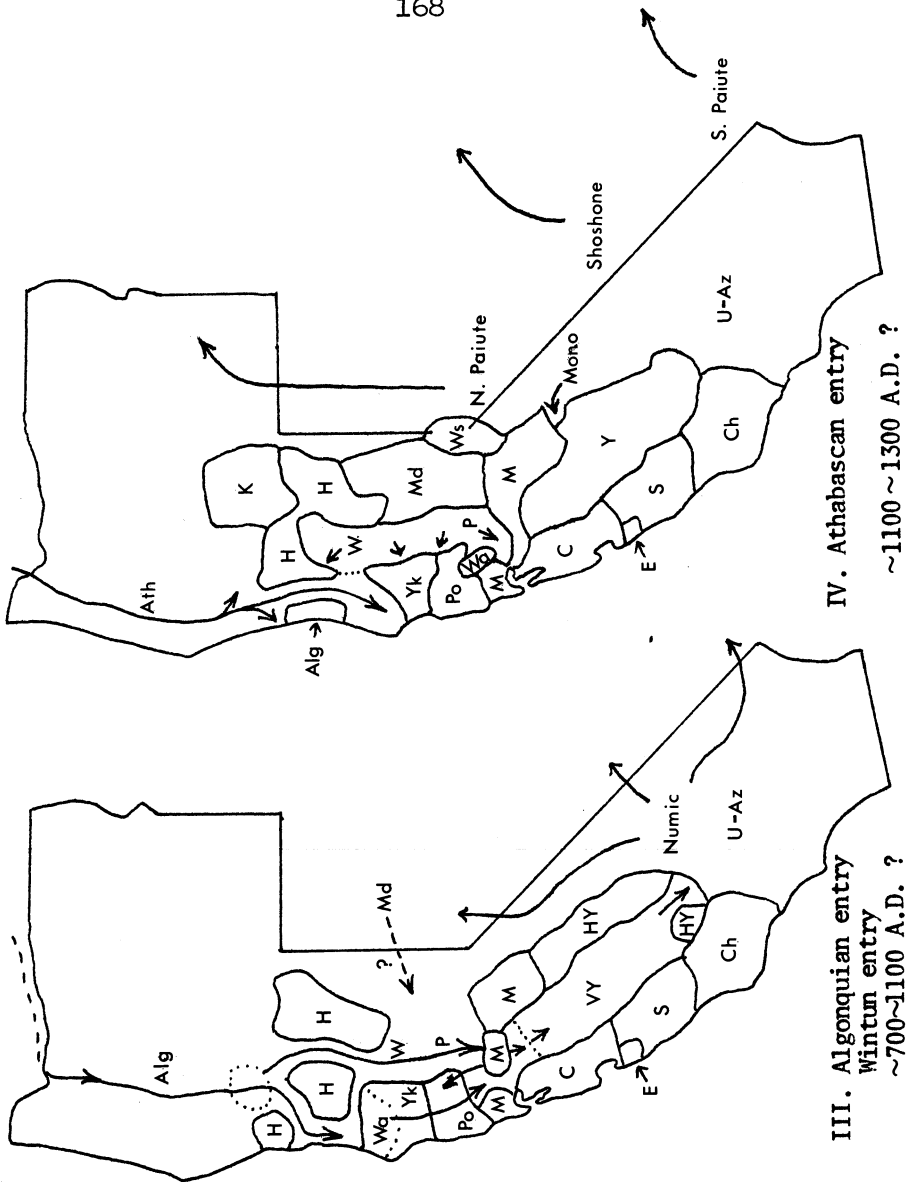 168
Alg
H
H
H
Wa
Yk
Po
M
W
P
M
M
? Md
HY
VY
HY
C
E
S
Ch
Numic
U-Az
III. Algonquian entry
Wintun entry
~700~1100 A.D. ?
Ath
Alg
K
H
H
W
Yk
Po
Wa
M
P
Md
Ws
M
Mono
N. Paiute
Shoshone
S. Paiute
Y
C
E
S
Ch
U-Az
IV. Athabascan entry
~1100~1300 A.D. ?